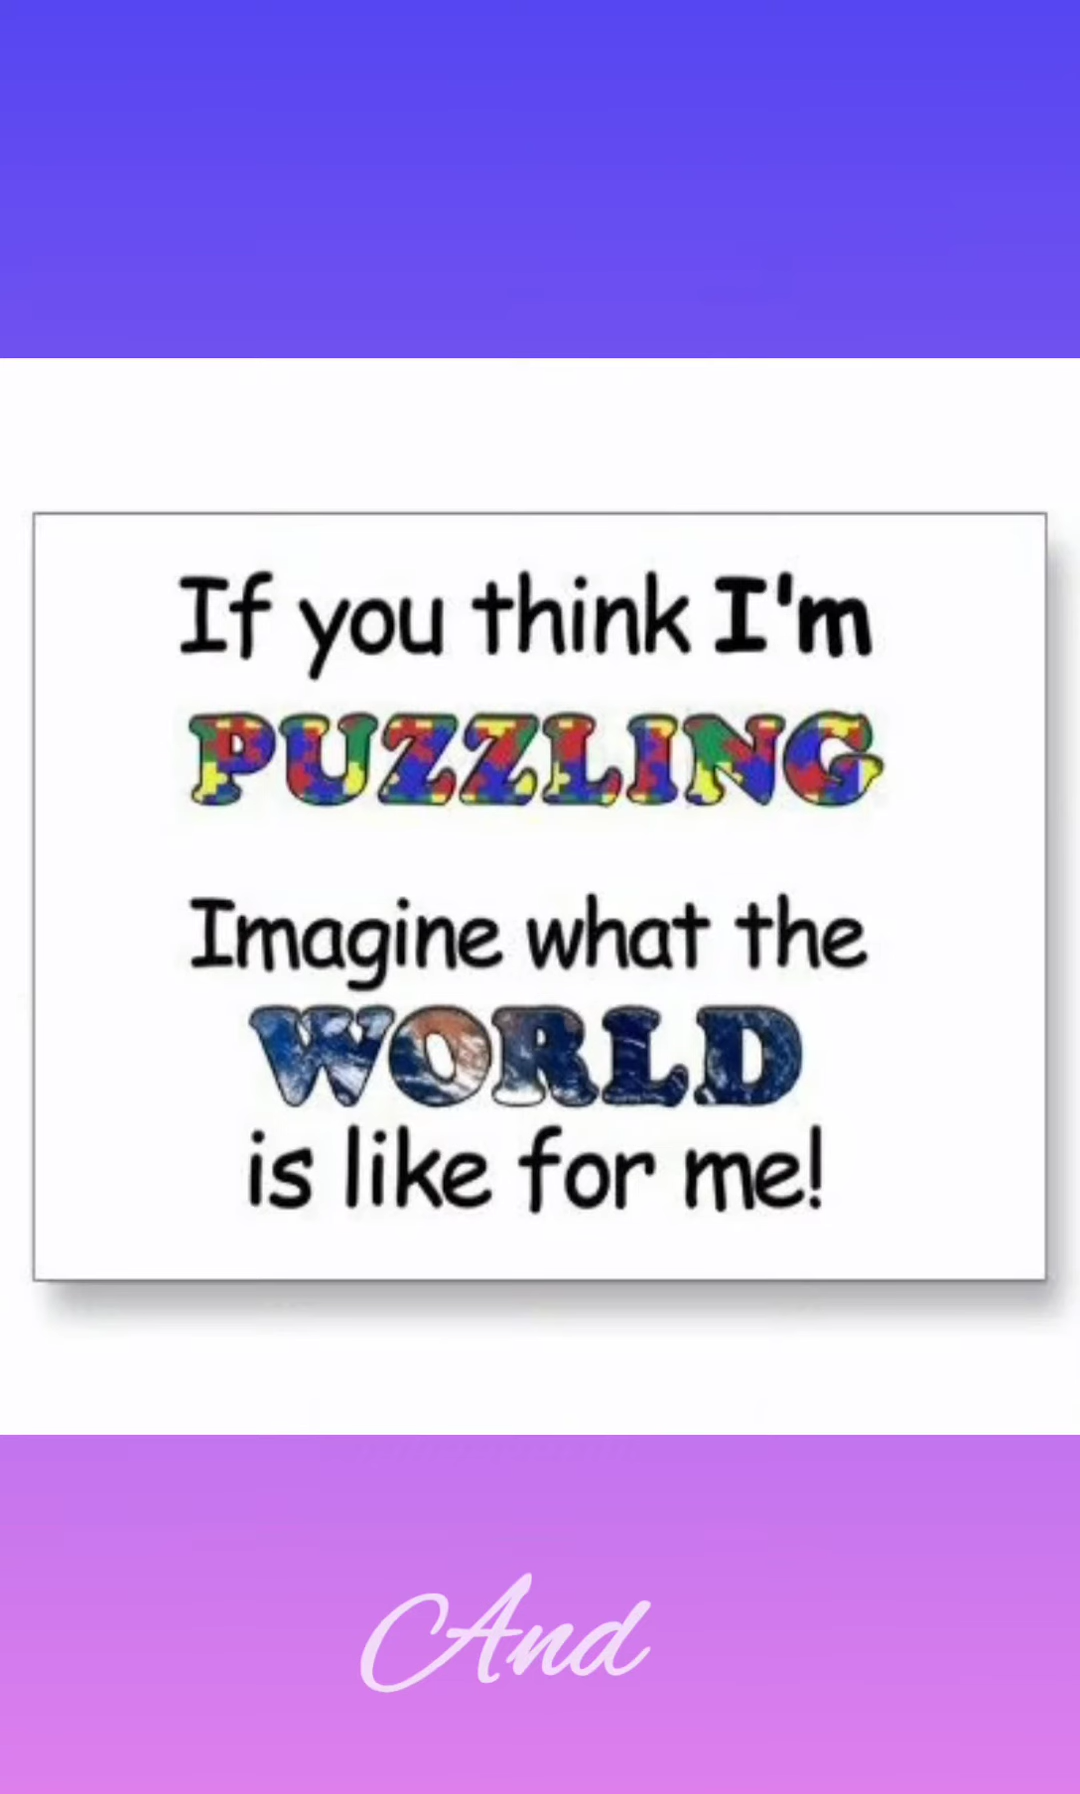 If you think I'm
PUZZLING
Imagine what the
WORLD
is like for me!
And